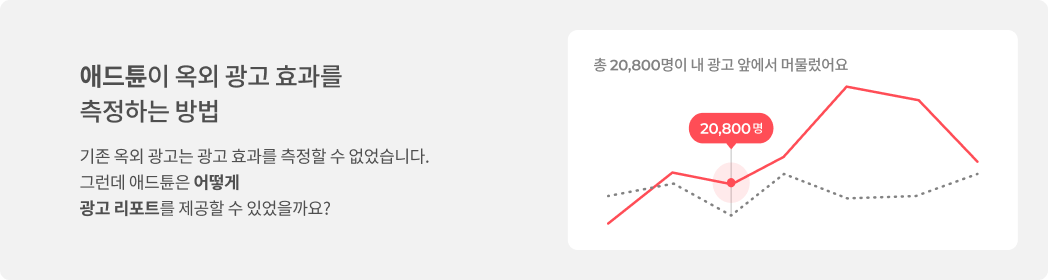 애드튠이 옥외 광고 효과를
측정하는 방법
기존 옥외 광고는 광고 효과를 측정할 수 없었습니다.
그런데 애드튠은 어떻게
광고 리포트를 제공할 수 있었을까요?
총 20,800명이 내 광고 앞에서 머물렀어요
20,800명